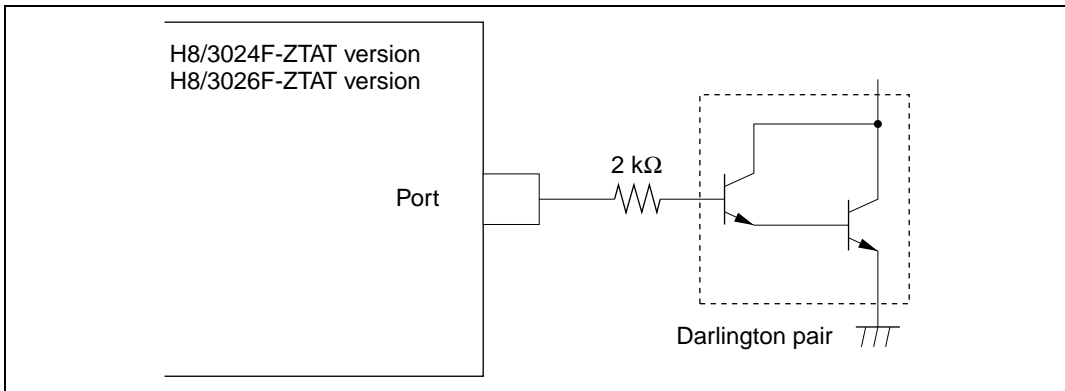 H8/3024F-ZTAT version
H8/3026F-ZTAT version
2 kΩ
Port
Darlington pair